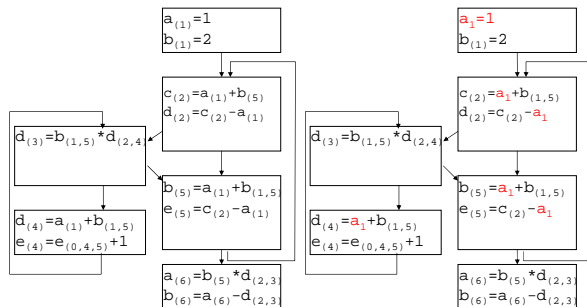 a(1)=1
b(1)=2
c(2)=a(1)+b(5)
d(2)=c(2)-a(1)
d(3)=b(1,5)*d(2,4)
b(5)=a(1)+b(1,5)
e(5)=c(2)-a(1)
d(4)=a(1)+b(1,5)
e(4)=e(0,4,5)+1
a(6)=b(5)*d(2,3)
b(6)=a(6)-d(2,3)
a1=1
b(1)=2
c(2)=a1+b(1,5)
d(2)=c(2)-a1
d(3)=b(1,5)*d(2,4)
b(5)=a1+b(1,5)
e(5)=c(2)-a1
d(4)=a1+b(1,5)
e(4)=e(0,4,5)+1
a(6)=b(5)*d(2,3)
b(6)=a(6)-d(2,3)